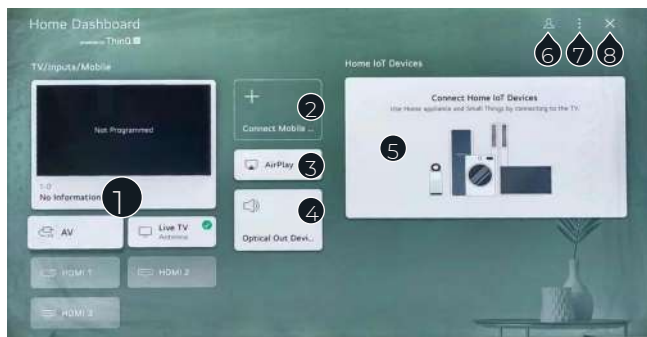 Home Dashboard
ThinQ
6
7
8
TV/Inputs/Mobile
Home IoT Devices
Not Programmed
1-0
No Information
1
+
2
Connect Mobile ...
AirPlay
3
4
Optical Out Devi...
Connect Home IoT Devices
Use Home appliance and Small Things by connecting to the TV.
5
AV
Live TV
Antenna
HDMI 1
HDMI 2
HDMI 3